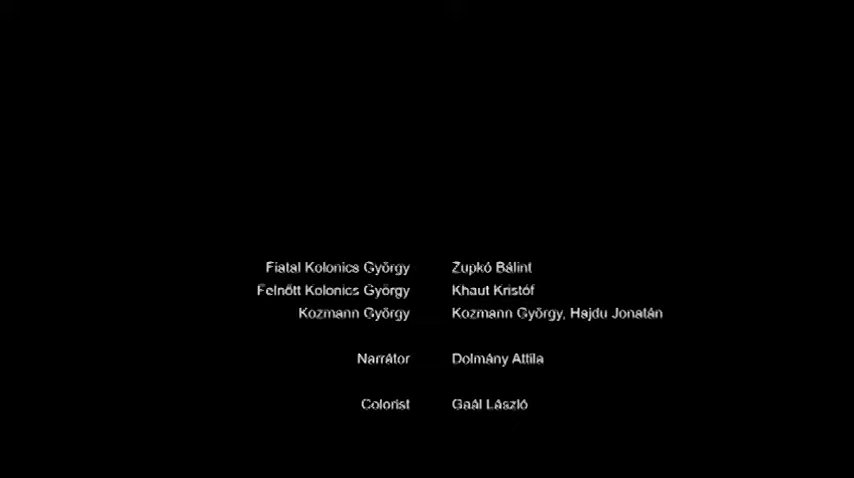 Fiatal Kolonics György Zupkó Bálint
Felnőtt Kolonics György Khaut Kristóf
Kozmann György Kozmann György, Hajdu Jonatán
Narrátor Dolmány Attila
Colorist Gaál László